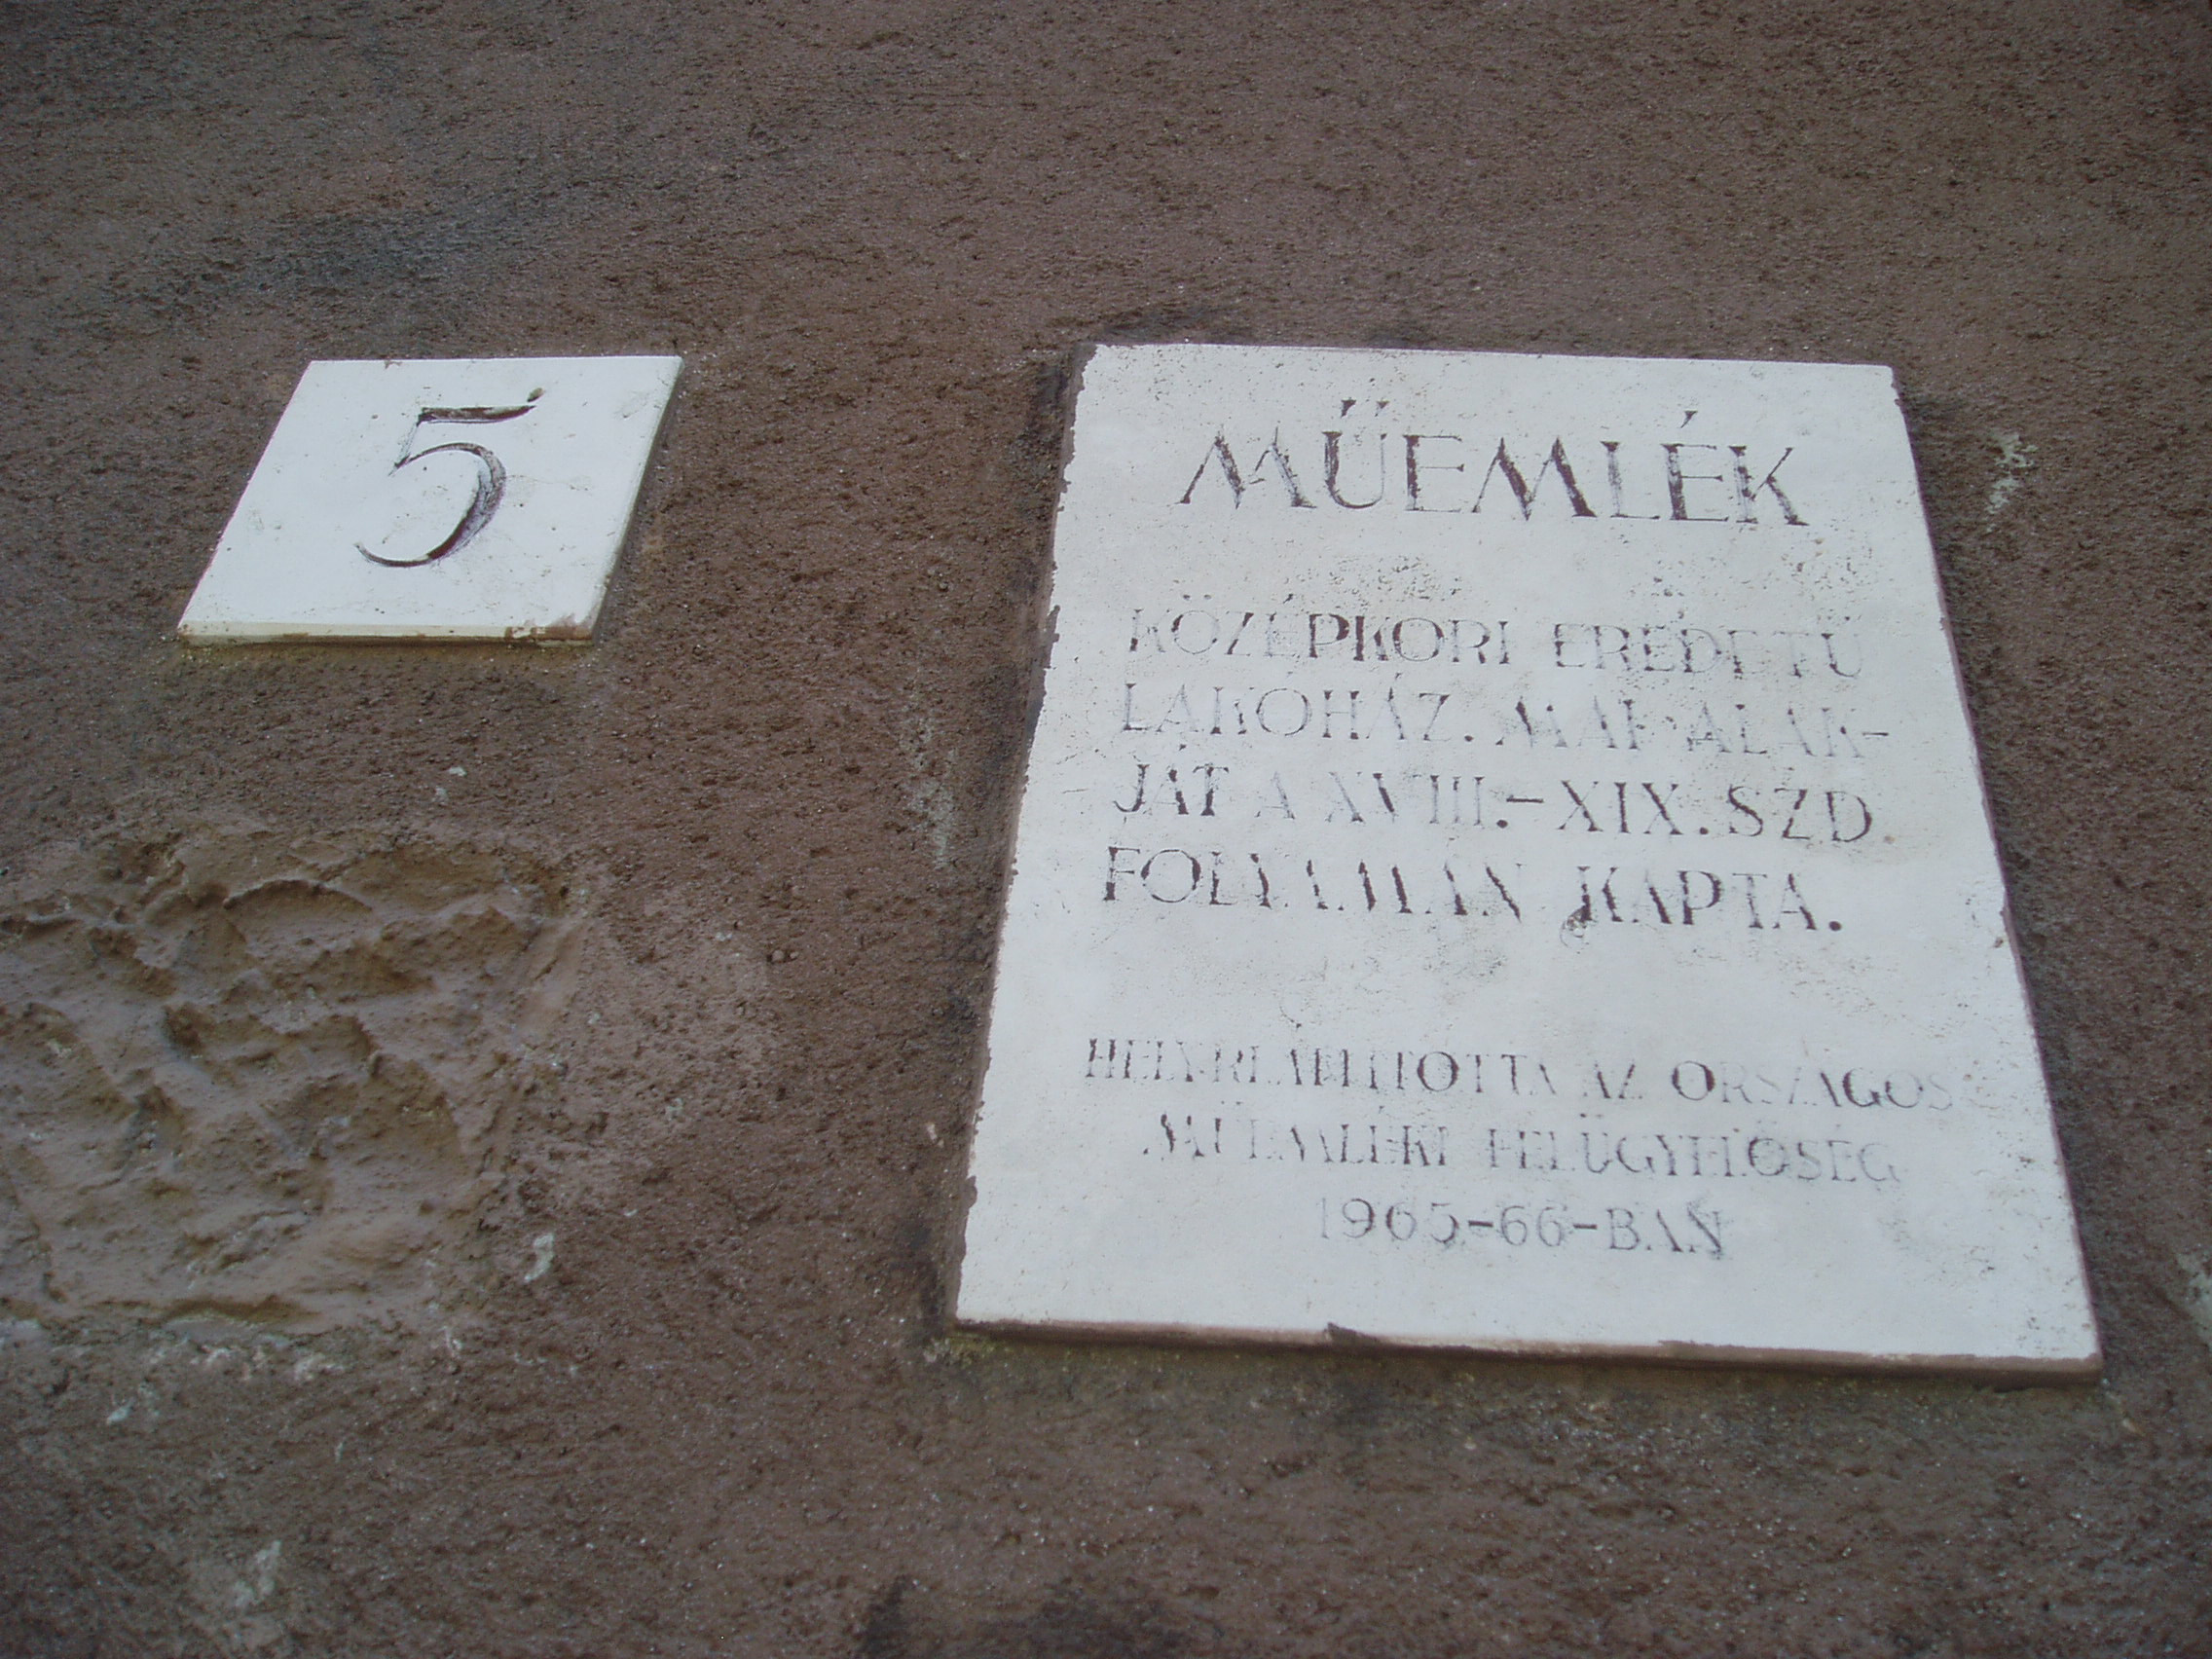 5
MŰEMLÉK
KÖZÉPKORI EREDETŰ
LAKÓHÁZ. MAI ALAK-
JÁT A XVIII.-XIX. SZD.
FOLYAMÁN KAPTA.
HELYREÁLLÍTOTTA AZ ORSZÁGOS
MŰEMLÉKI FELÜGYELŐSÉG
1965-66-BAN